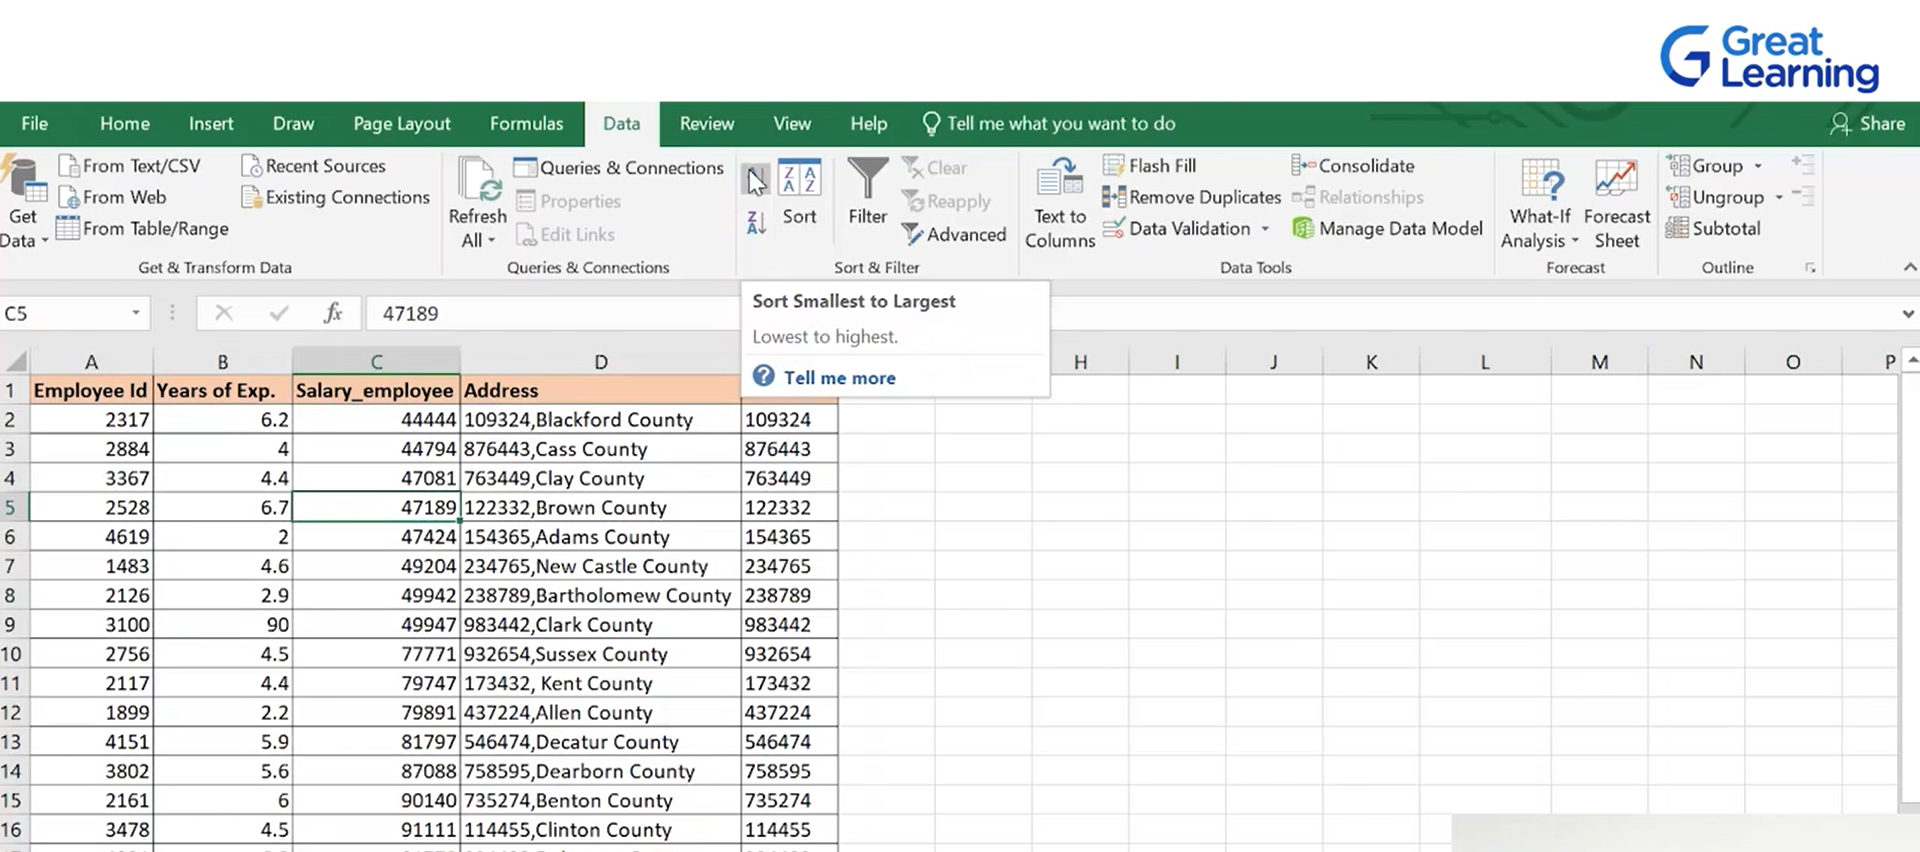 Great
Learning
File Home Insert Draw Page Layout Formulas Data Review View Help Tell me what you want to do Share
Get Data
From Text/CSV
From Web
From Table/Range
Recent Sources
Existing Connections
Get & Transform Data
Refresh All
Queries & Connections
Properties
Edit Links
Queries & Connections
Sort
Filter
Clear
Reapply
Advanced
Sort & Filter
Text to Columns
Flash Fill
Remove Duplicates
Data Validation
Consolidate
Relationships
Manage Data Model
Data Tools
What-If Analysis
Forecast Sheet
Forecast
Group
Ungroup
Subtotal
Outline
C5 fx 47189
Sort Smallest to Largest
Lowest to highest.
Tell me more
A B C D H I J K L M N O P
1 Employee Id Years of Exp. Salary_employee Address
2 2317 6.2 44444 109324,Blackford County 109324
3 2884 4 44794 876443,Cass County 876443
4 3367 4.4 47081 763449,Clay County 763449
5 2528 6.7 47189 122332,Brown County 122332
6 4619 2 47424 154365,Adams County 154365
7 1483 4.6 49204 234765,New Castle County 234765
8 2126 2.9 49942 238789,Bartholomew County 238789
9 3100 90 49947 983442,Clark County 983442
10 2756 4.5 77771 932654,Sussex County 932654
11 2117 4.4 79747 173432, Kent County 173432
12 1899 2.2 79891 437224,Allen County 437224
13 4151 5.9 81797 546474,Decatur County 546474
14 3802 5.6 87088 758595,Dearborn County 758595
15 2161 6 90140 735274,Benton County 735274
16 3478 4.5 91111 114455,Clinton County 114455